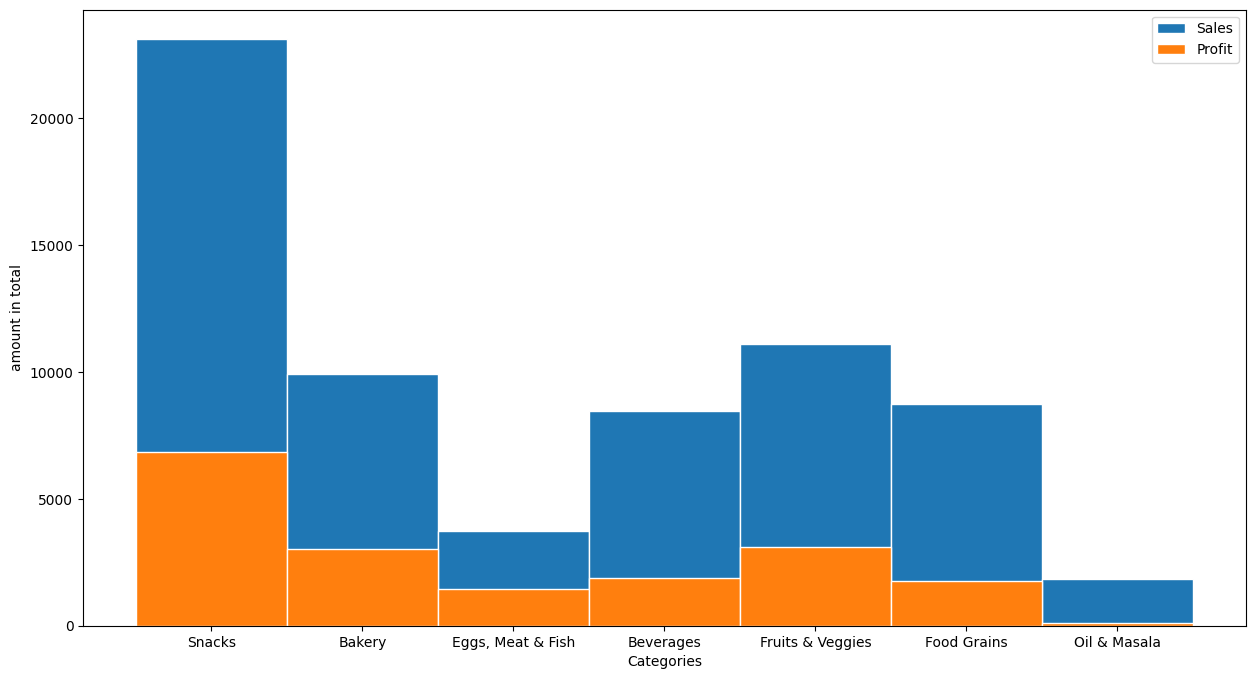 Sales
Profit
20000
15000
10000
5000
0
amount in total
Snacks Bakery Eggs, Meat & Fish Beverages Fruits & Veggies Food Grains Oil & Masala
Categories